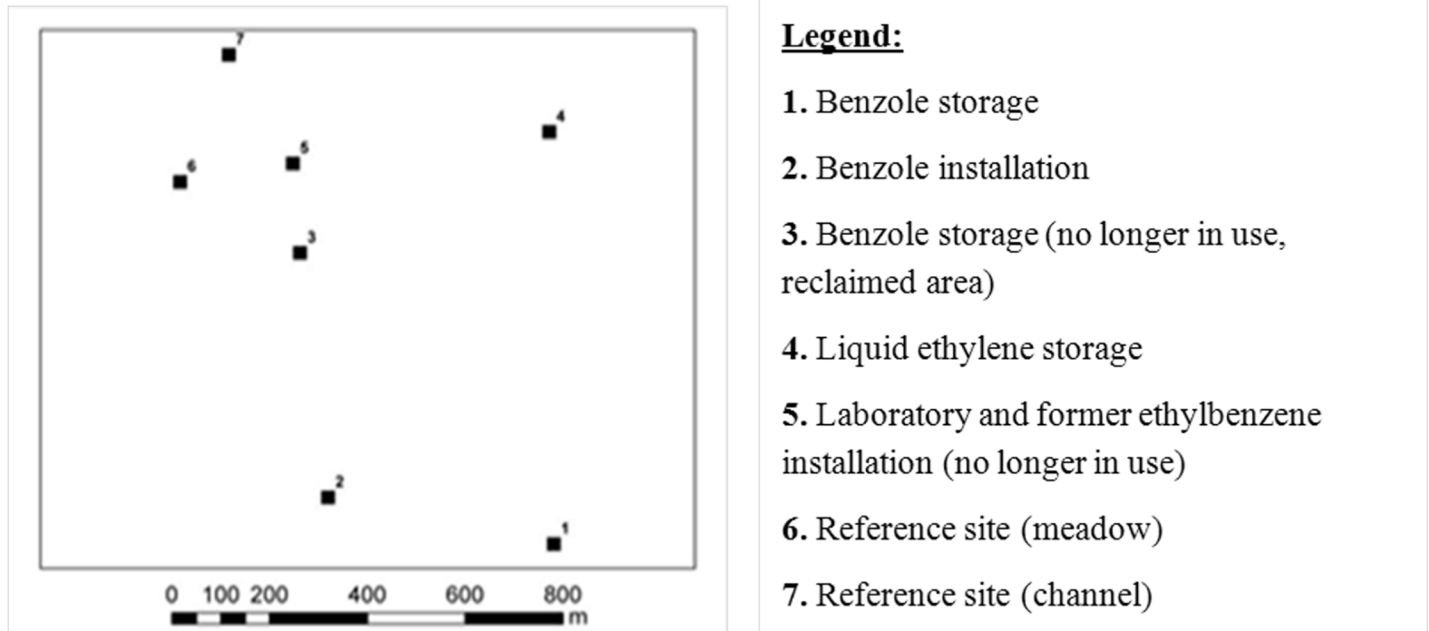 7
4
5
6
3
2
1
0 100 200 400 600 800
m
Legend:
1. Benzole storage
2. Benzole installation
3. Benzole storage (no longer in use,
reclaimed area)
4. Liquid ethylene storage
5. Laboratory and former ethylbenzene
installation (no longer in use)
6. Reference site (meadow)
7. Reference site (channel)